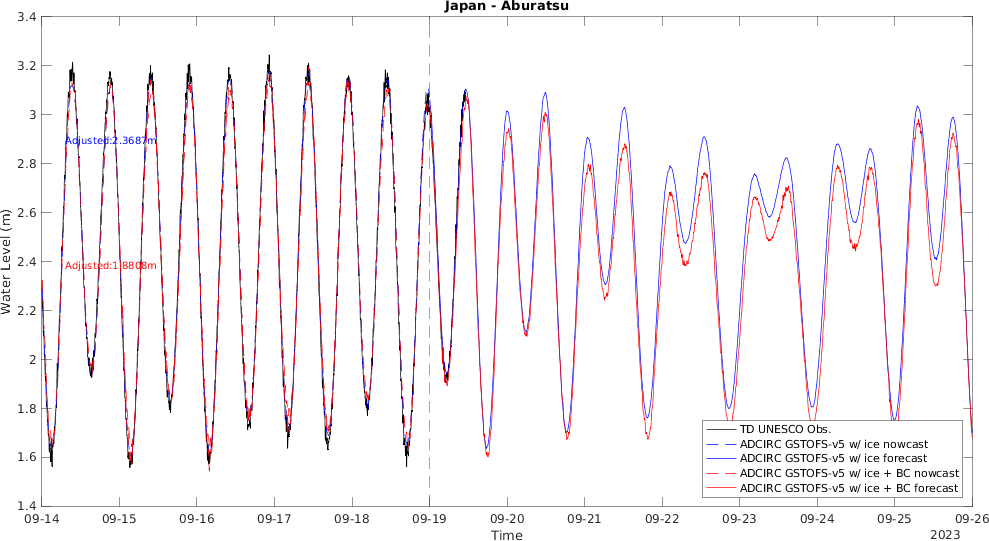 Japan - Aburatsu
3.4
3.2
3
2.8
2.6
2.4
2.2
2
1.8
1.6
1.4
Water Level (m)
Adjusted:2.3687m
Adjusted:1.8808m
TD UNESCO Obs.
ADCIRC GSTOFS-v5 w/ ice nowcast
ADCIRC GSTOFS-v5 w/ ice forecast
ADCIRC GSTOFS-v5 w/ ice + BC nowcast
ADCIRC GSTOFS-v5 w/ ice + BC forecast
09-14 09-15 09-16 09-17 09-18 09-19 09-20 09-21 09-22 09-23 09-24 09-25 09-26
Time
2023